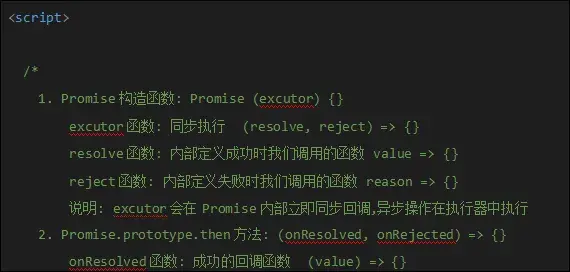 <script>
/*
1. Promise构造函数: Promise (excutor) {}
excutor函数: 同步执行 (resolve, reject) => {}
resolve函数: 内部定义成功时我们调用的函数 value => {}
reject函数: 内部定义失败时我们调用的函数 reason => {}
说明: excutor会在 Promise内部立即同步回调,异步操作在执行器中执行
2. Promise.prototype.then方法: (onResolved, onRejected) => {}
onResolved函数: 成功的回调函数 (value) => {}